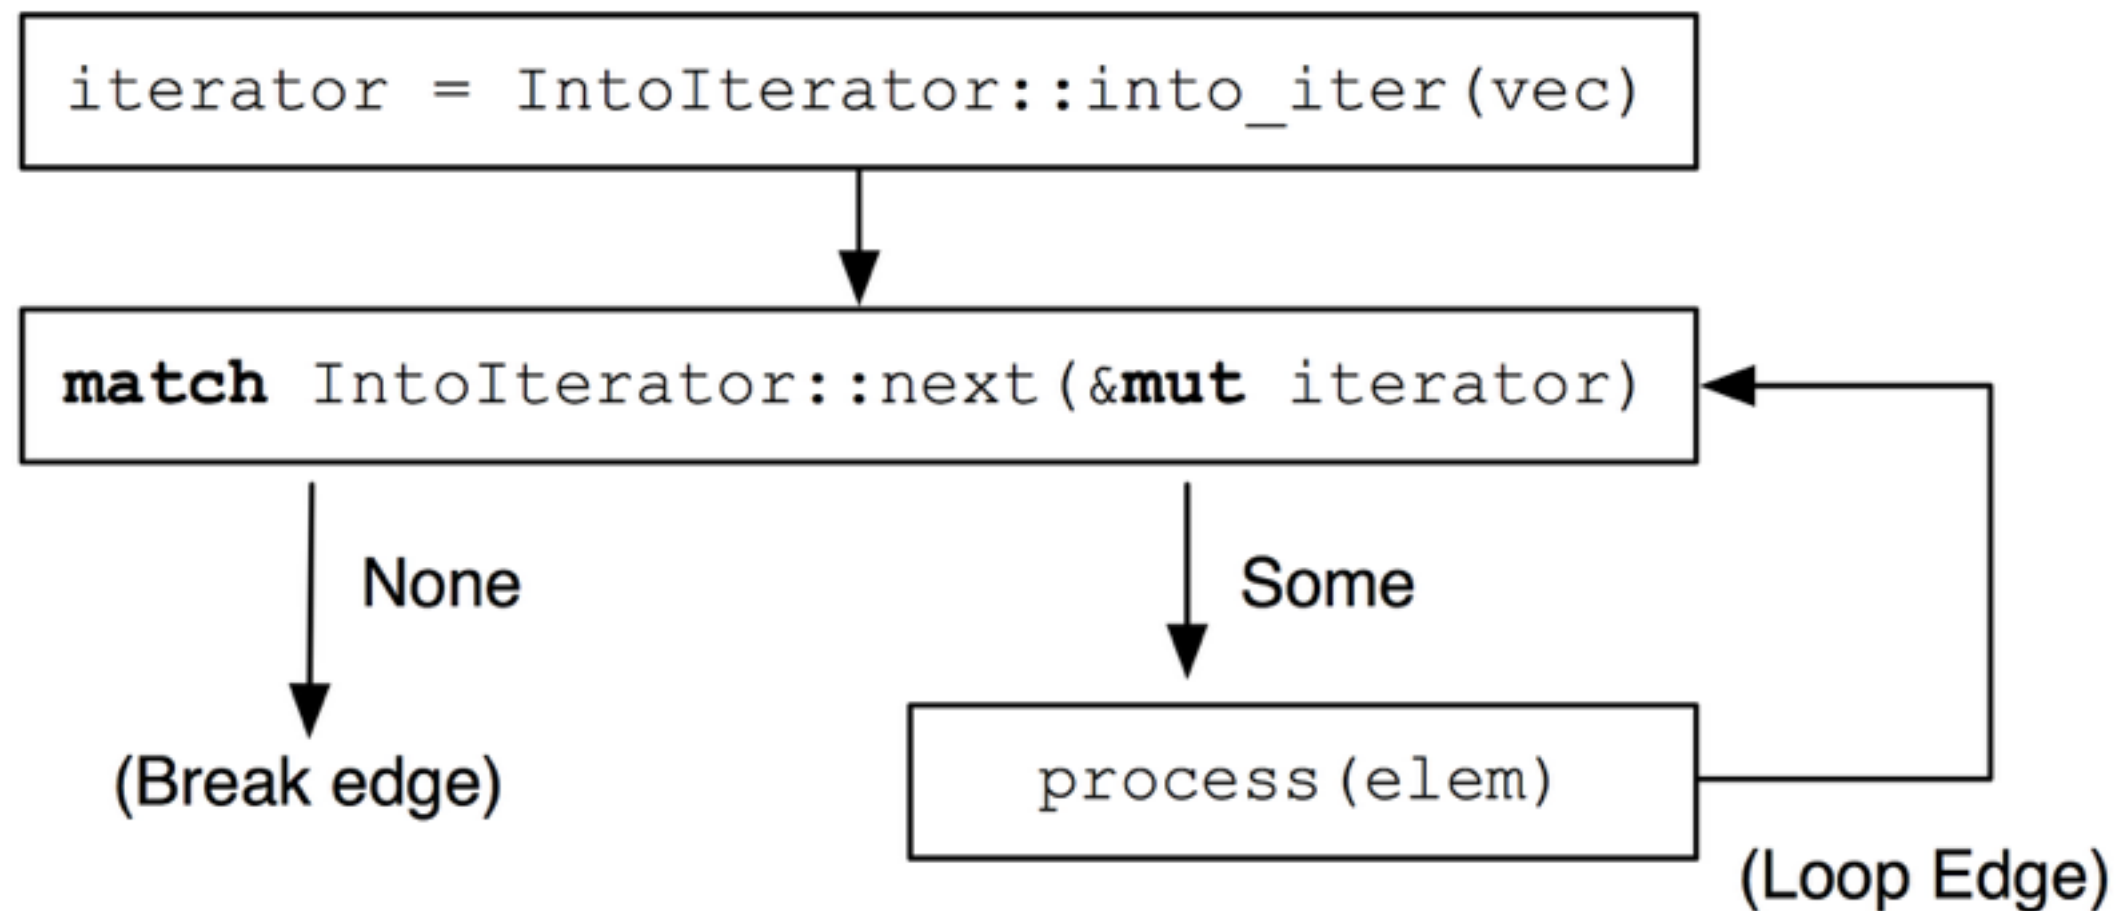 iterator = IntoIterator::into_iter(vec)
match IntoIterator::next(&mut iterator)
None
Some
(Break edge)
process(elem)
(Loop Edge)